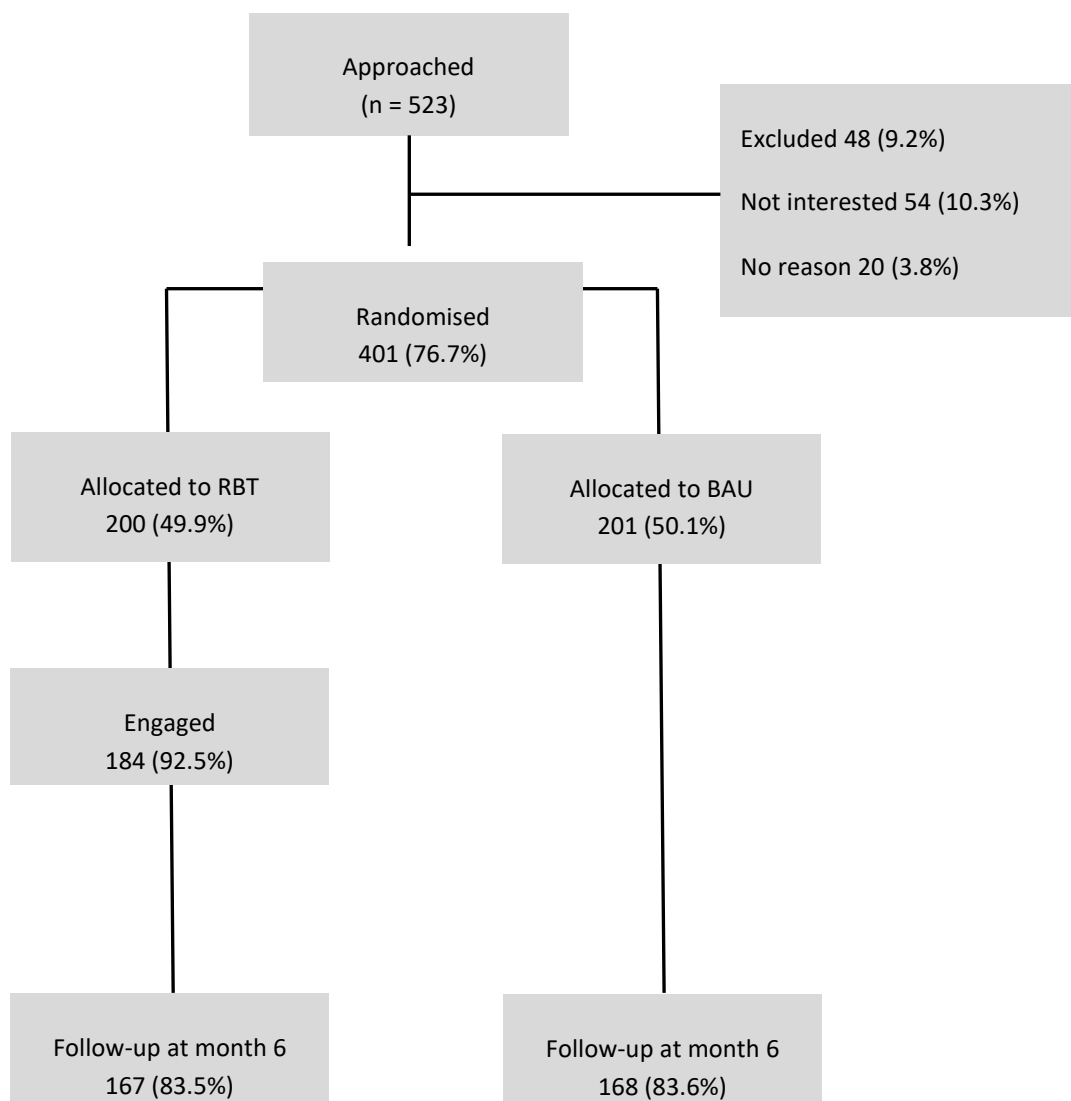 Approached
(n = 523)
Excluded 48 (9.2%)
Not interested 54 (10.3%)
No reason 20 (3.8%)
Randomised
401 (76.7%)
Allocated to RBT
200 (49.9%)
Allocated to BAU
201 (50.1%)
Engaged
184 (92.5%)
Follow-up at month 6
167 (83.5%)
Follow-up at month 6
168 (83.6%)